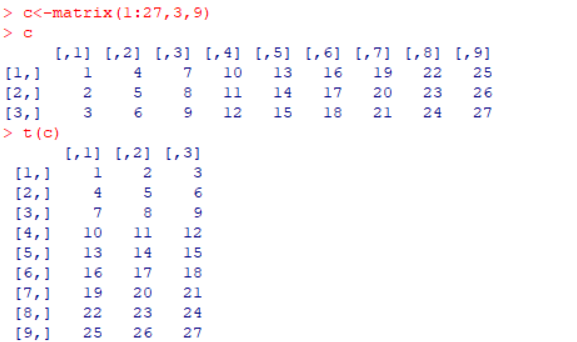 > c<-matrix(1:27,3,9)
> c
     [,1] [,2] [,3] [,4] [,5] [,6] [,7] [,8] [,9]
[1,]    1    4    7   10   13   16   19   22   25
[2,]    2    5    8   11   14   17   20   23   26
[3,]    3    6    9   12   15   18   21   24   27
> t(c)
      [,1] [,2] [,3]
 [1,]    1    2    3
 [2,]    4    5    6
 [3,]    7    8    9
 [4,]   10   11   12
 [5,]   13   14   15
 [6,]   16   17   18
 [7,]   19   20   21
 [8,]   22   23   24
 [9,]   25   26   27